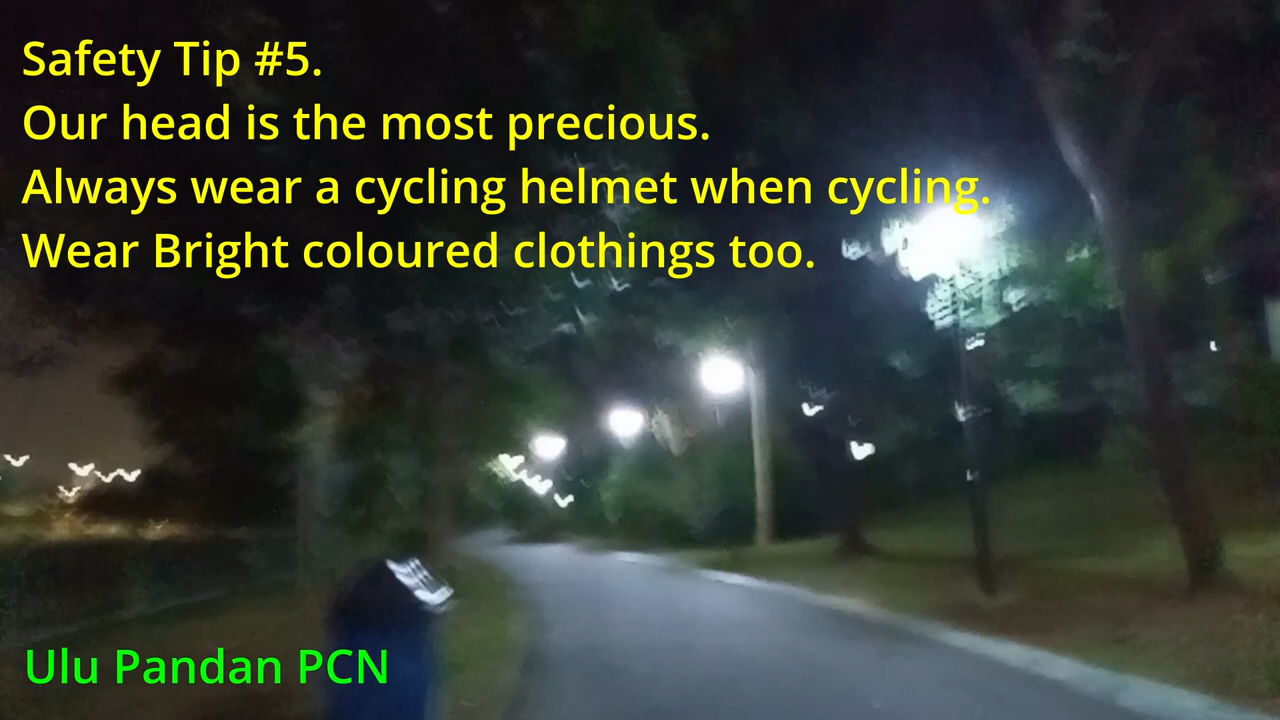 Safety Tip #5.
Our head is the most precious.
Always wear a cycling helmet when cycling.
Wear Bright coloured clothings too.
Ulu Pandan PCN